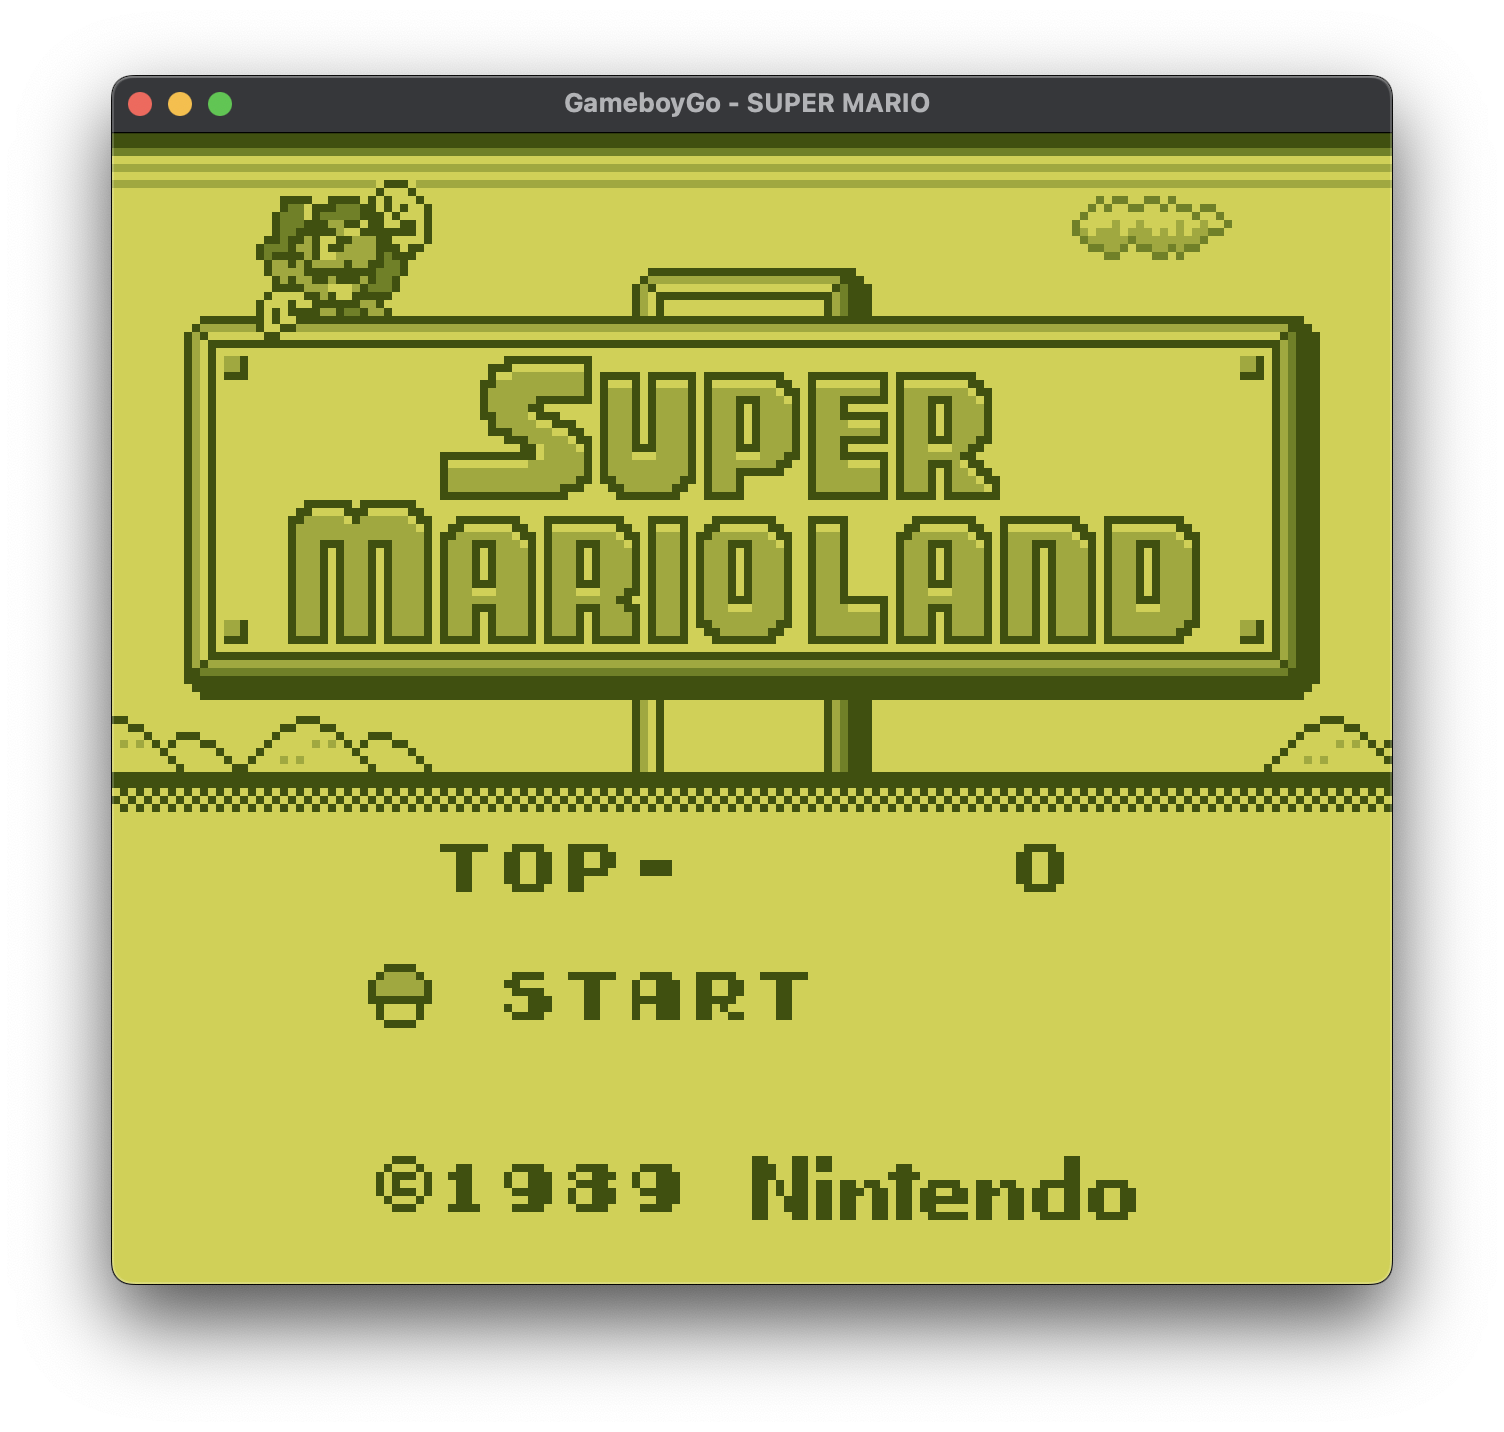 GameboyGo - SUPER MARIO
SUPER
MARIOLAND
TOP- 0
START
©1989 Nintendo